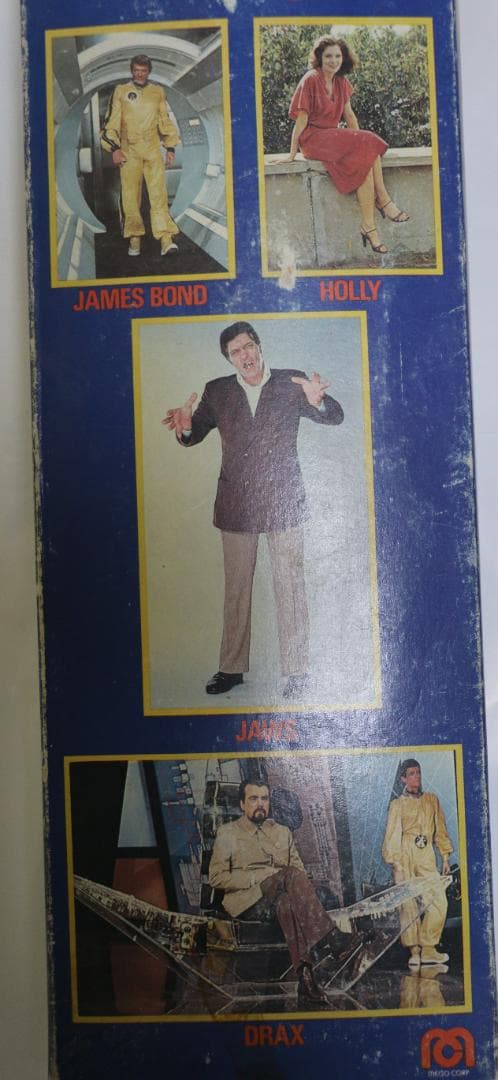 JAMES BOND
HOLLY
JAWS
DRAX
MEGO CORP